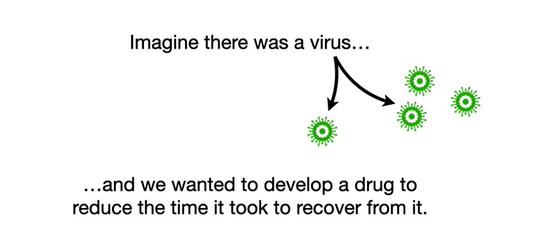 Imagine there was a virus…
…and we wanted to develop a drug to
reduce the time it took to recover from it.